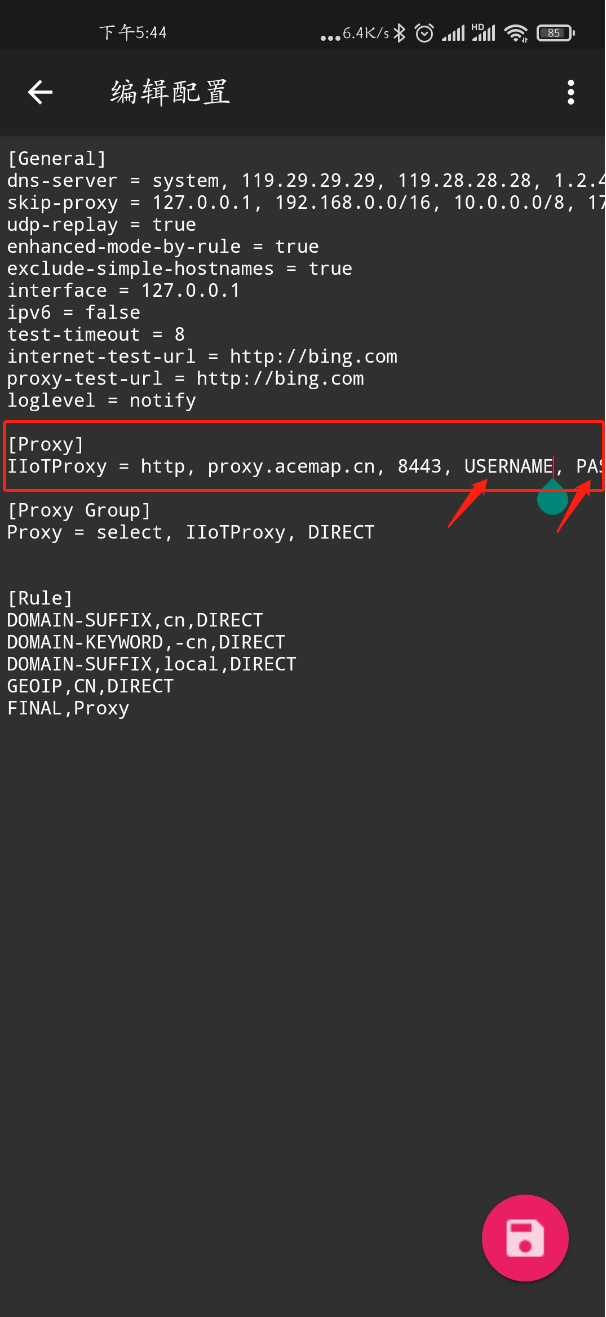 下午5:44
...6.4K/s HD 85
编辑配置
[General]
dns-server = system, 119.29.29.29, 119.28.28.28, 1.2.4
skip-proxy = 127.0.0.1, 192.168.0.0/16, 10.0.0.0/8, 17
udp-replay = true
enhanced-mode-by-rule = true
exclude-simple-hostnames = true
interface = 127.0.0.1
ipv6 = false
test-timeout = 8
internet-test-url = http://bing.com
proxy-test-url = http://bing.com
loglevel = notify
[Proxy]
IIoTProxy = http, proxy.acemap.cn, 8443, USERNAME, PAS
[Proxy Group]
Proxy = select, IIoTProxy, DIRECT
[Rule]
DOMAIN-SUFFIX,cn,DIRECT
DOMAIN-KEYWORD,-cn,DIRECT
DOMAIN-SUFFIX,local,DIRECT
GEOIP,CN,DIRECT
FINAL,Proxy